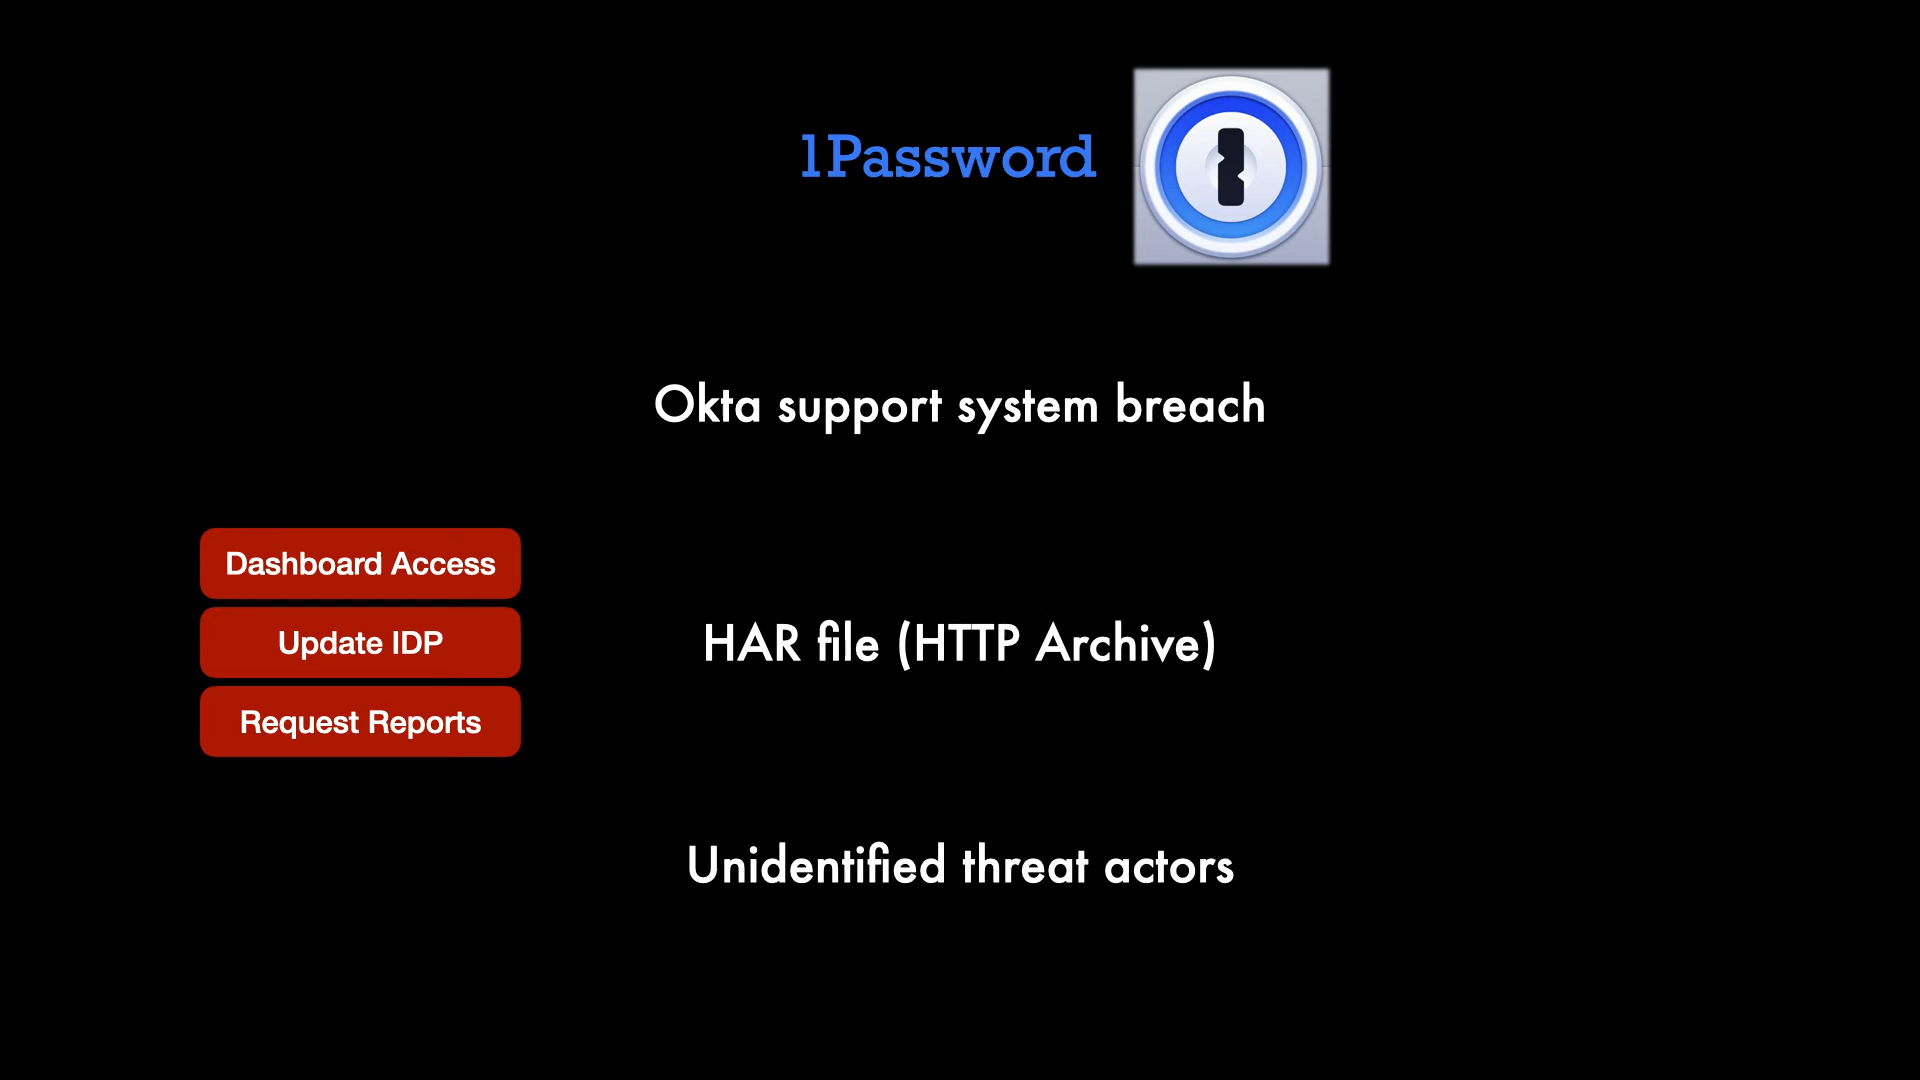 1Password
Okta support system breach
Dashboard Access
Update IDP
Request Reports
HAR file (HTTP Archive)
Unidentified threat actors